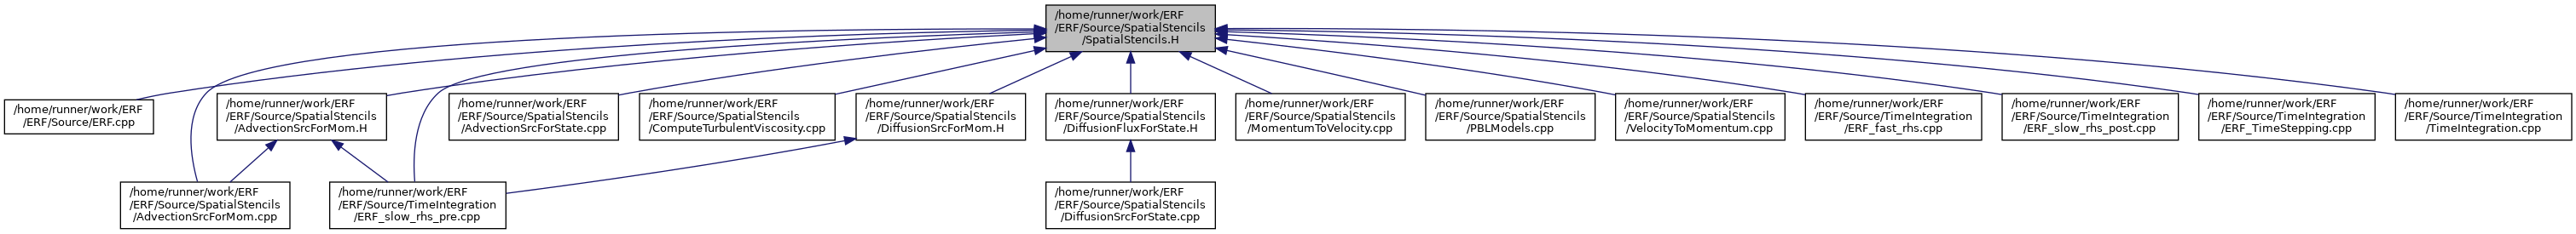 /home/runner/work/ERF
/ERF/Source/SpatialStencils
/SpatialStencils.H
/home/runner/work/ERF
/ERF/Source/ERF.cpp
/home/runner/work/ERF
/ERF/Source/SpatialStencils
/AdvectionSrcForMom.H
/home/runner/work/ERF
/ERF/Source/SpatialStencils
/AdvectionSrcForState.cpp
/home/runner/work/ERF
/ERF/Source/SpatialStencils
/ComputeTurbulentViscosity.cpp
/home/runner/work/ERF
/ERF/Source/SpatialStencils
/DiffusionSrcForMom.H
/home/runner/work/ERF
/ERF/Source/SpatialStencils
/DiffusionFluxForState.H
/home/runner/work/ERF
/ERF/Source/SpatialStencils
/MomentumToVelocity.cpp
/home/runner/work/ERF
/ERF/Source/SpatialStencils
/PBLModels.cpp
/home/runner/work/ERF
/ERF/Source/SpatialStencils
/VelocityToMomentum.cpp
/home/runner/work/ERF
/ERF/Source/TimeIntegration
/ERF_fast_rhs.cpp
/home/runner/work/ERF
/ERF/Source/TimeIntegration
/ERF_slow_rhs_post.cpp
/home/runner/work/ERF
/ERF/Source/TimeIntegration
/ERF_TimeStepping.cpp
/home/runner/work/ERF
/ERF/Source/TimeIntegration
/TimeIntegration.cpp
/home/runner/work/ERF
/ERF/Source/SpatialStencils
/AdvectionSrcForMom.cpp
/home/runner/work/ERF
/ERF/Source/TimeIntegration
/ERF_slow_rhs_pre.cpp
/home/runner/work/ERF
/ERF/Source/SpatialStencils
/DiffusionSrcForState.cpp